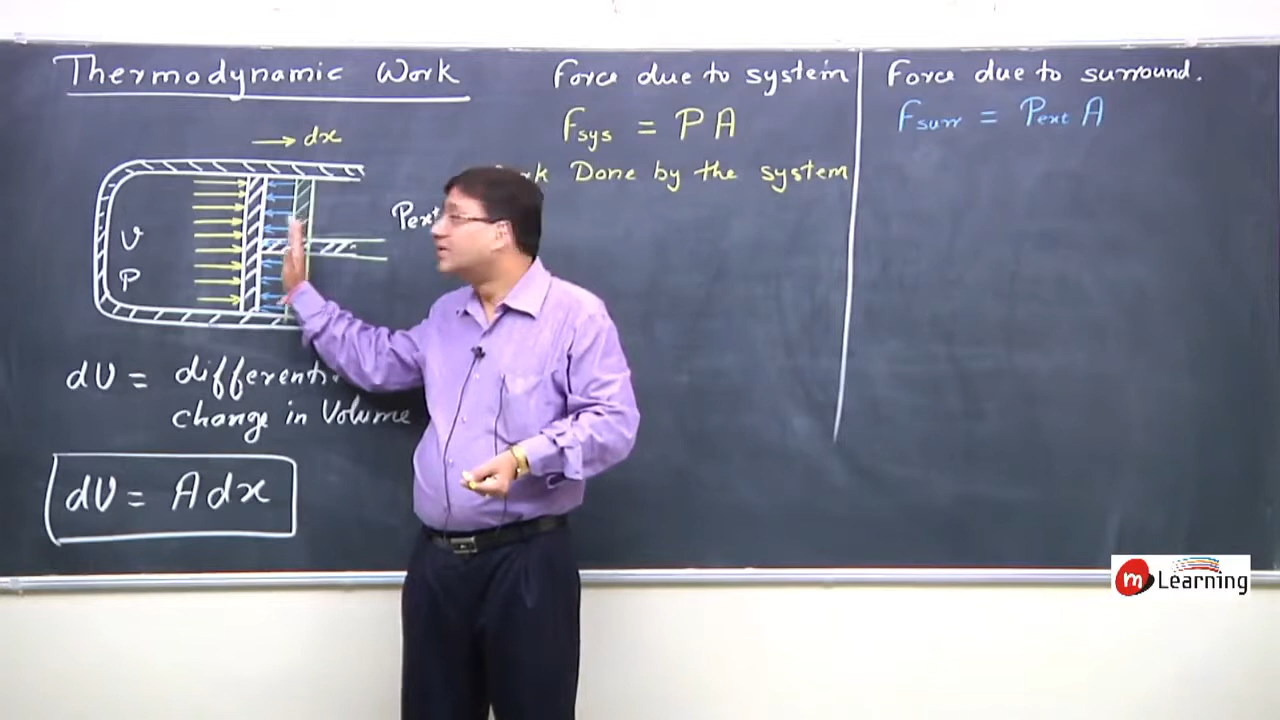 Thermodynamic Work
dx
V
P
Pext
dV =
change in Volume
dV = A dx
Force due to system
Fsys = P A
Done by the system
Force due to surround.
Fsurr = Pext A
m Learning